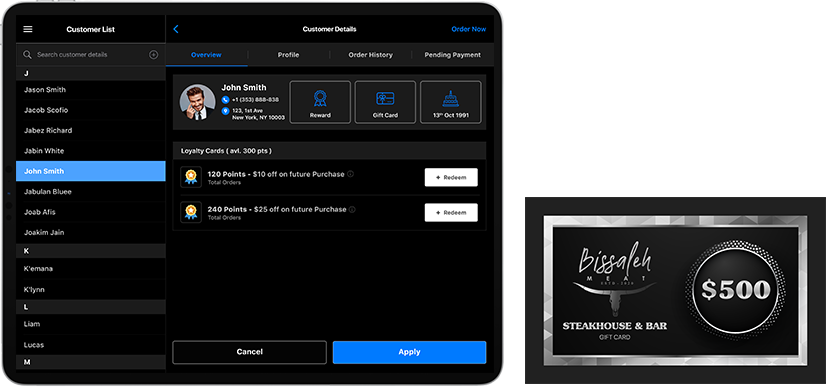 Customer List
Search customer details
J
Jason Smith
Jacob Scofio
Jabez Richard
Jabin White
John Smith
Jabulan Bluee
Joab Afis
Joakim Jain
K
K'emana
K'lynn
L
Liam
Lucas
M
Customer Details
Order Now
Overview
Profile
Order History
Pending Payment
John Smith
+1 (353) 888-838
123, 1st Ave
New York, NY 10003
Reward
Gift Card
13th Oct 1991
Loyalty Cards ( avl. 300 pts )
120 Points - $10 off on future Purchase
Total Orders
+ Redeem
240 Points - $25 off on future Purchase
Total Orders
+ Redeem
Cancel
Apply
Bissaleh
MEAT
STEAKHOUSE & BAR
GIFT CARD
$500